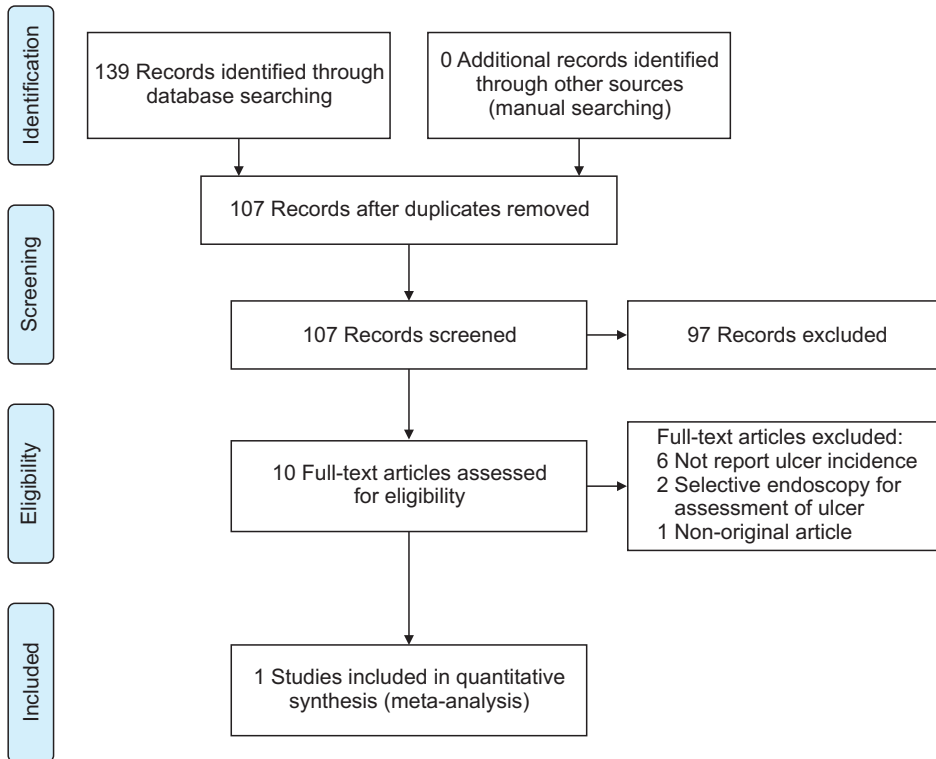 Identification
139 Records identified through
database searching
0 Additional records identified
through other sources
(manual searching)
107 Records after duplicates removed
Screening
107 Records screened
97 Records excluded
Eligibility
10 Full-text articles assessed
for eligibility
Full-text articles excluded:
6 Not report ulcer incidence
2 Selective endoscopy for
assessment of ulcer
1 Non-original article
Included
1 Studies included in quantitative
synthesis (meta-analysis)